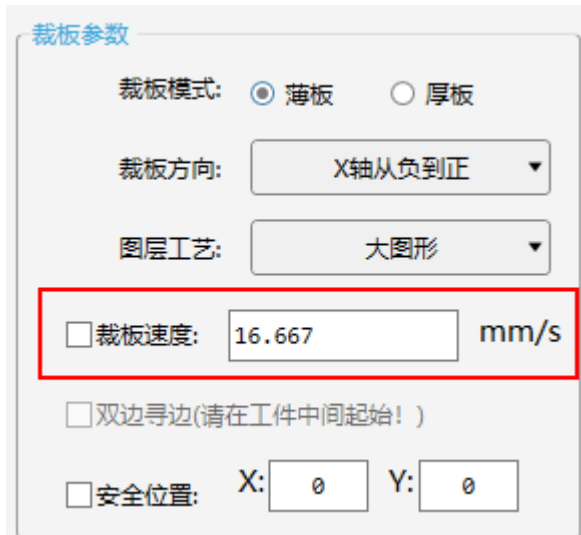 裁板参数
裁板模式: 薄板 厚板
裁板方向: X轴从负到正
图层工艺: 大图形
裁板速度: 16.667 mm/s
双边寻边(请在工件中间起始! )
安全位置: X: 0 Y: 0